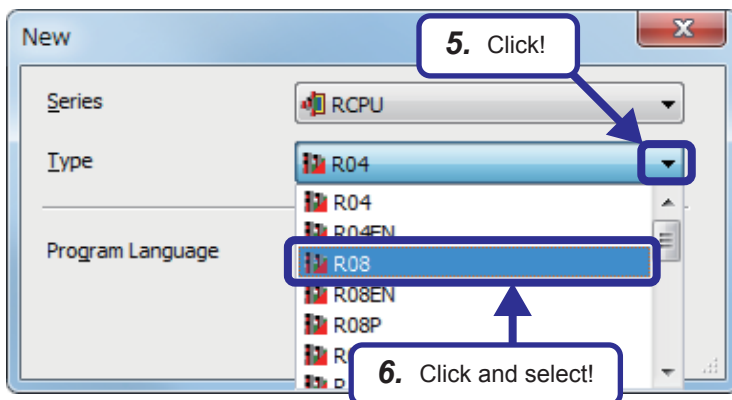 New
5. Click!
Series
RCPU
Type
R04
R04
R04EN
Program Language
R08
R08EN
R08P
6. Click and select!